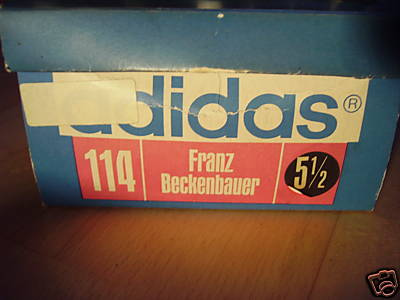 adidas®
114
Franz
Beckenbauer
5½